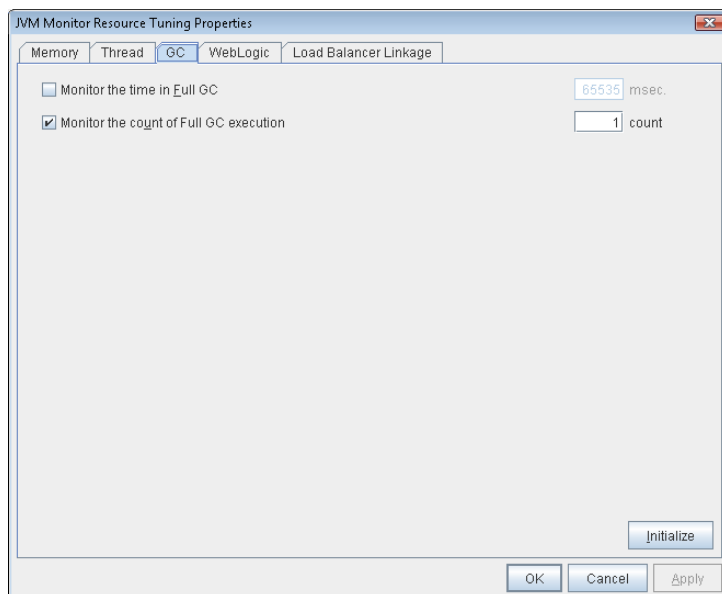 JVM Monitor Resource Tuning Properties
Memory Thread GC WebLogic Load Balancer Linkage
Monitor the time in Full GC 65535 msec.
Monitor the count of Full GC execution 1 count
Initialize
OK Cancel Apply